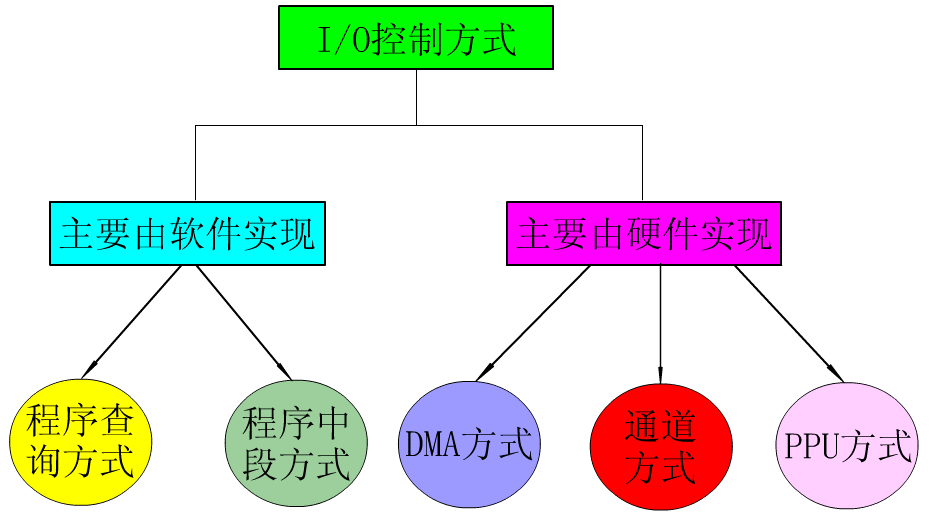 I/O控制方式
主要由软件实现
主要由硬件实现
程序查
询方式
程序中
段方式
DMA方式
通道
方式
PPU方式